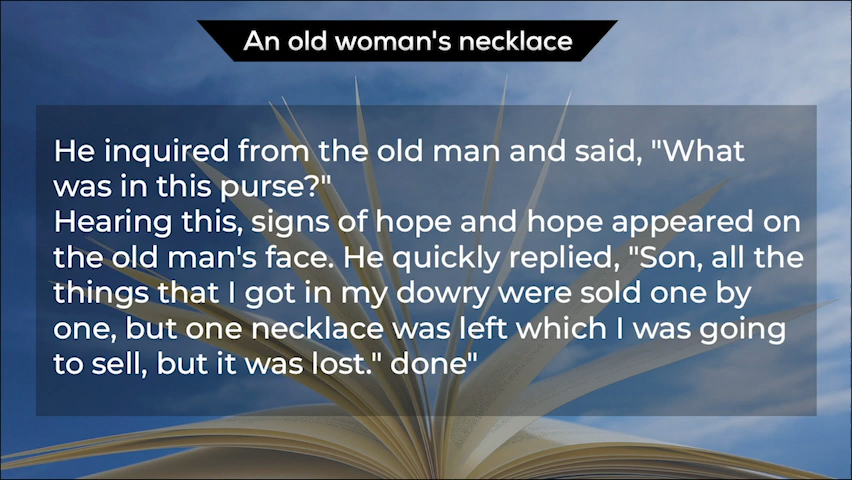 An old woman's necklace
He inquired from the old man and said, "What
was in this purse?"
Hearing this, signs of hope and hope appeared on
the old man's face. He quickly replied, "Son, all the
things that I got in my dowry were sold one by
one, but one necklace was left which I was going
to sell, but it was lost." done"